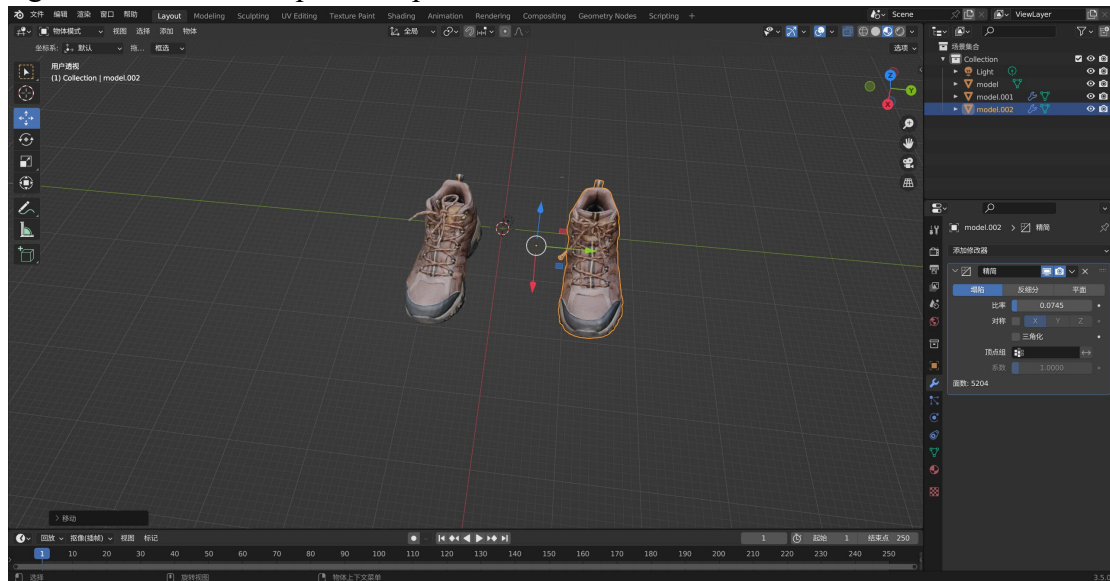 文件 编辑 渲染 窗口 帮助 Layout Modeling Sculpting UV Editing Texture Paint Shading Animation Rendering Compositing Geometry Nodes Scripting + Scene ViewLayer
物体模式 视图 选择 添加 物体 全局
坐标系: 默认 拖... 框选 选项
用户透视
(1) Collection | model.002
Z
Y
X
场景集合
Collection
Light
model
model.001
model.002
model.002 > 精简
添加修改器
精简
塌陷 反细分 平面
比率 0.0745
对称 X Y Z
三角化
顶点组
系数 1.0000
面数: 5204
> 移动
回放 抠像(插帧) 视图 标记 1 起始 1 结束点 250
1 10 20 30 40 50 60 70 80 90 100 110 120 130 140 150 160 170 180 190 200 210 220 230 240 250
选择 旋转视图 物体上下文菜单 3.5.0